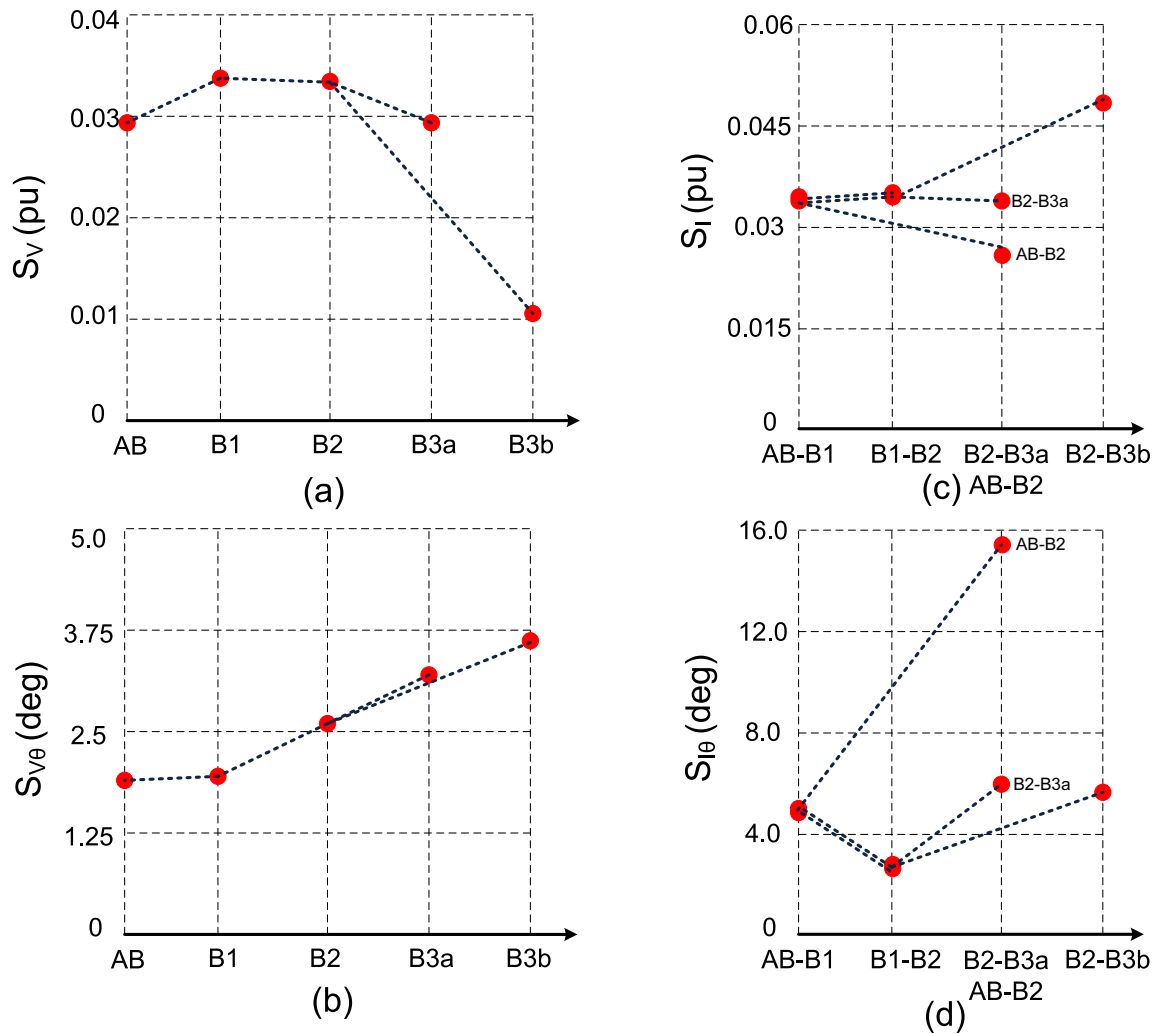 0.04
0.03
0.02
0.01
0
S_V (pu)
AB B1 B2 B3a B3b
(a)
0.06
0.045
0.03
0.015
0
S_I (pu)
B2-B3a
AB-B2
AB-B1 B1-B2 B2-B3a B2-B3b
AB-B2
(c)
5.0
3.75
2.5
1.25
0
S_Vθ (deg)
AB B1 B2 B3a B3b
(b)
16.0
12.0
8.0
4.0
0
S_Iθ (deg)
AB-B2
B2-B3a
AB-B1 B1-B2 B2-B3a B2-B3b
AB-B2
(d)